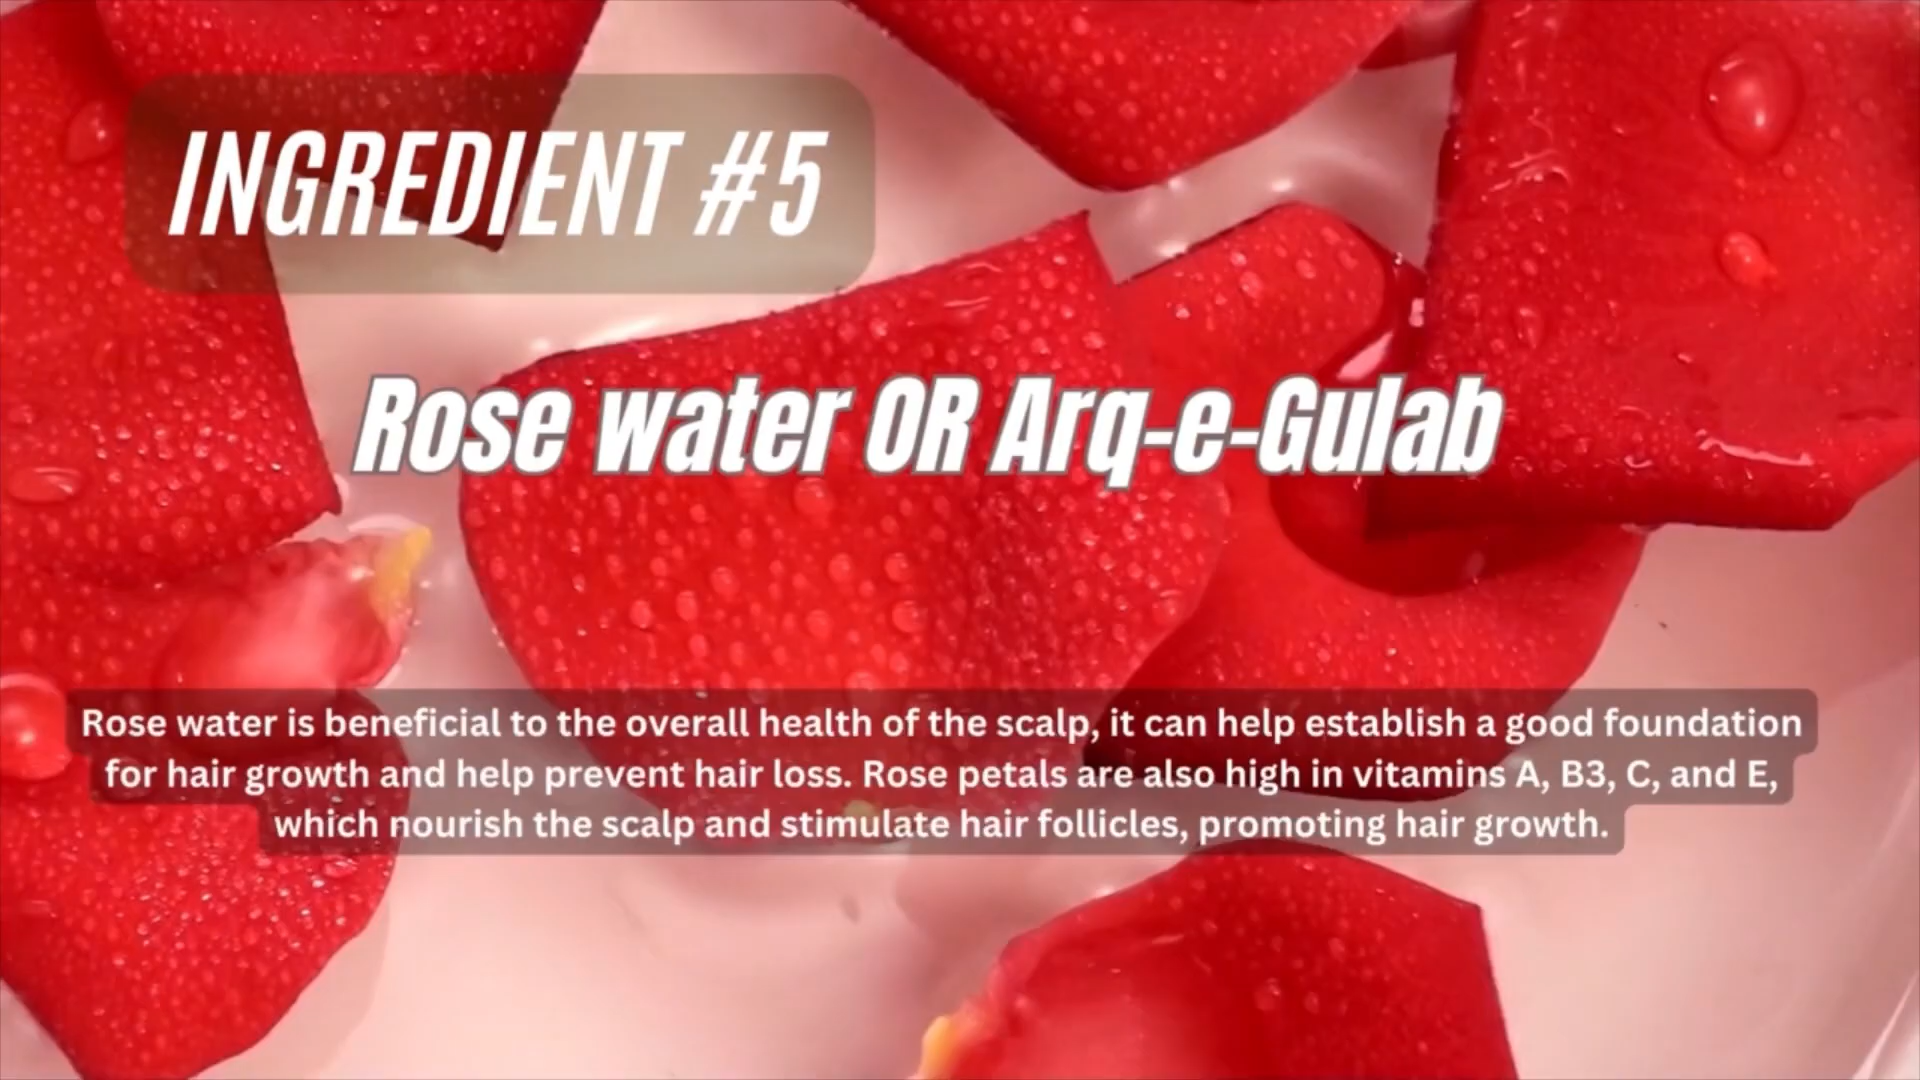 INGREDIENT #5
Rose water OR Arq-e-Gulab
Rose water is beneficial to the overall health of the scalp, it can help establish a good foundation
for hair growth and help prevent hair loss. Rose petals are also high in vitamins A, B3, C, and E,
which nourish the scalp and stimulate hair follicles, promoting hair growth.